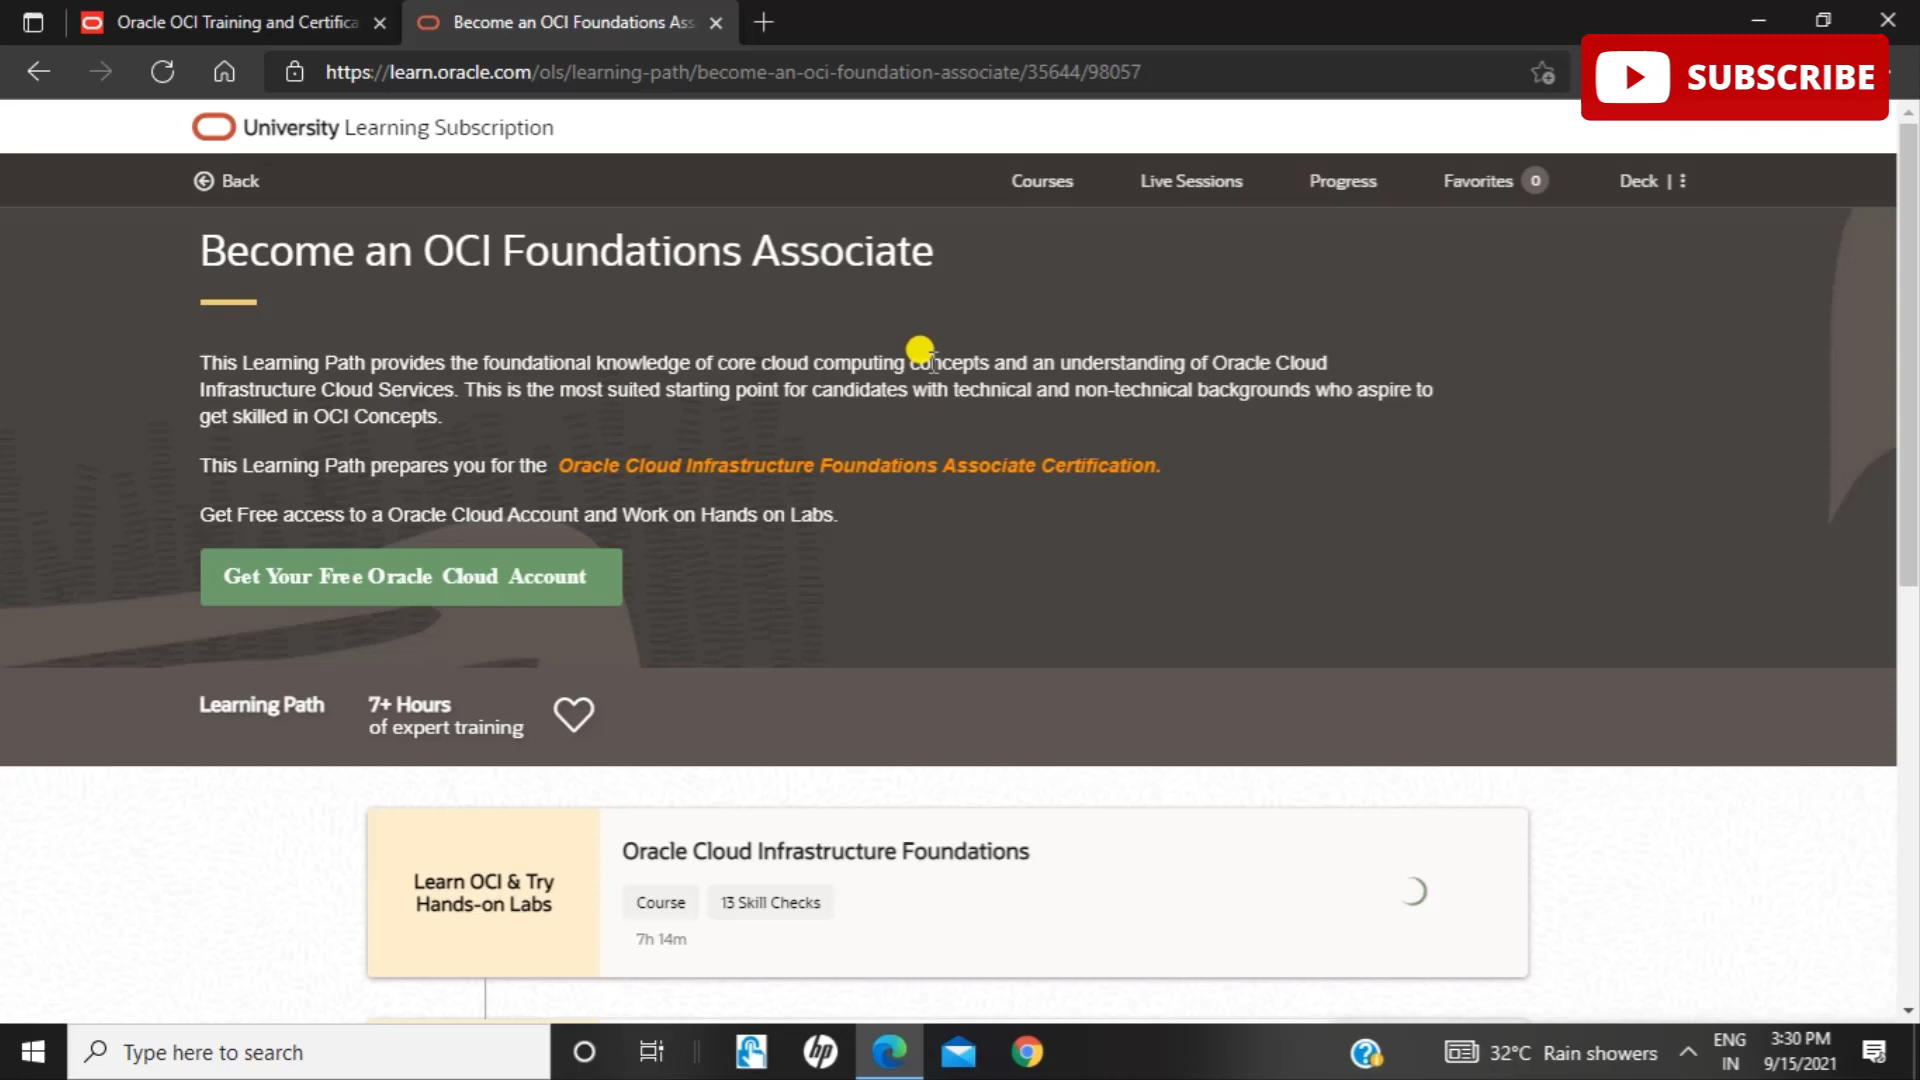 Oracle OCI Training and Certifica
Become an OCI Foundations Ass
https://learn.oracle.com/ols/learning-path/become-an-oci-foundation-associate/35644/98057
SUBSCRIBE
University Learning Subscription
Back
Courses
Live Sessions
Progress
Favorites 0
Deck
Become an OCI Foundations Associate
This Learning Path provides the foundational knowledge of core cloud computing concepts and an understanding of Oracle Cloud
Infrastructure Cloud Services. This is the most suited starting point for candidates with technical and non-technical backgrounds who aspire to
get skilled in OCI Concepts.
This Learning Path prepares you for the Oracle Cloud Infrastructure Foundations Associate Certification.
Get Free access to a Oracle Cloud Account and Work on Hands on Labs.
Get Your Free Oracle Cloud Account
Learning Path
7+ Hours
of expert training
Learn OCI & Try
Hands-on Labs
Oracle Cloud Infrastructure Foundations
Course
13 Skill Checks
7h 14m
Type here to search
hp
32°C Rain showers
ENG
IN
3:30 PM
9/15/2021